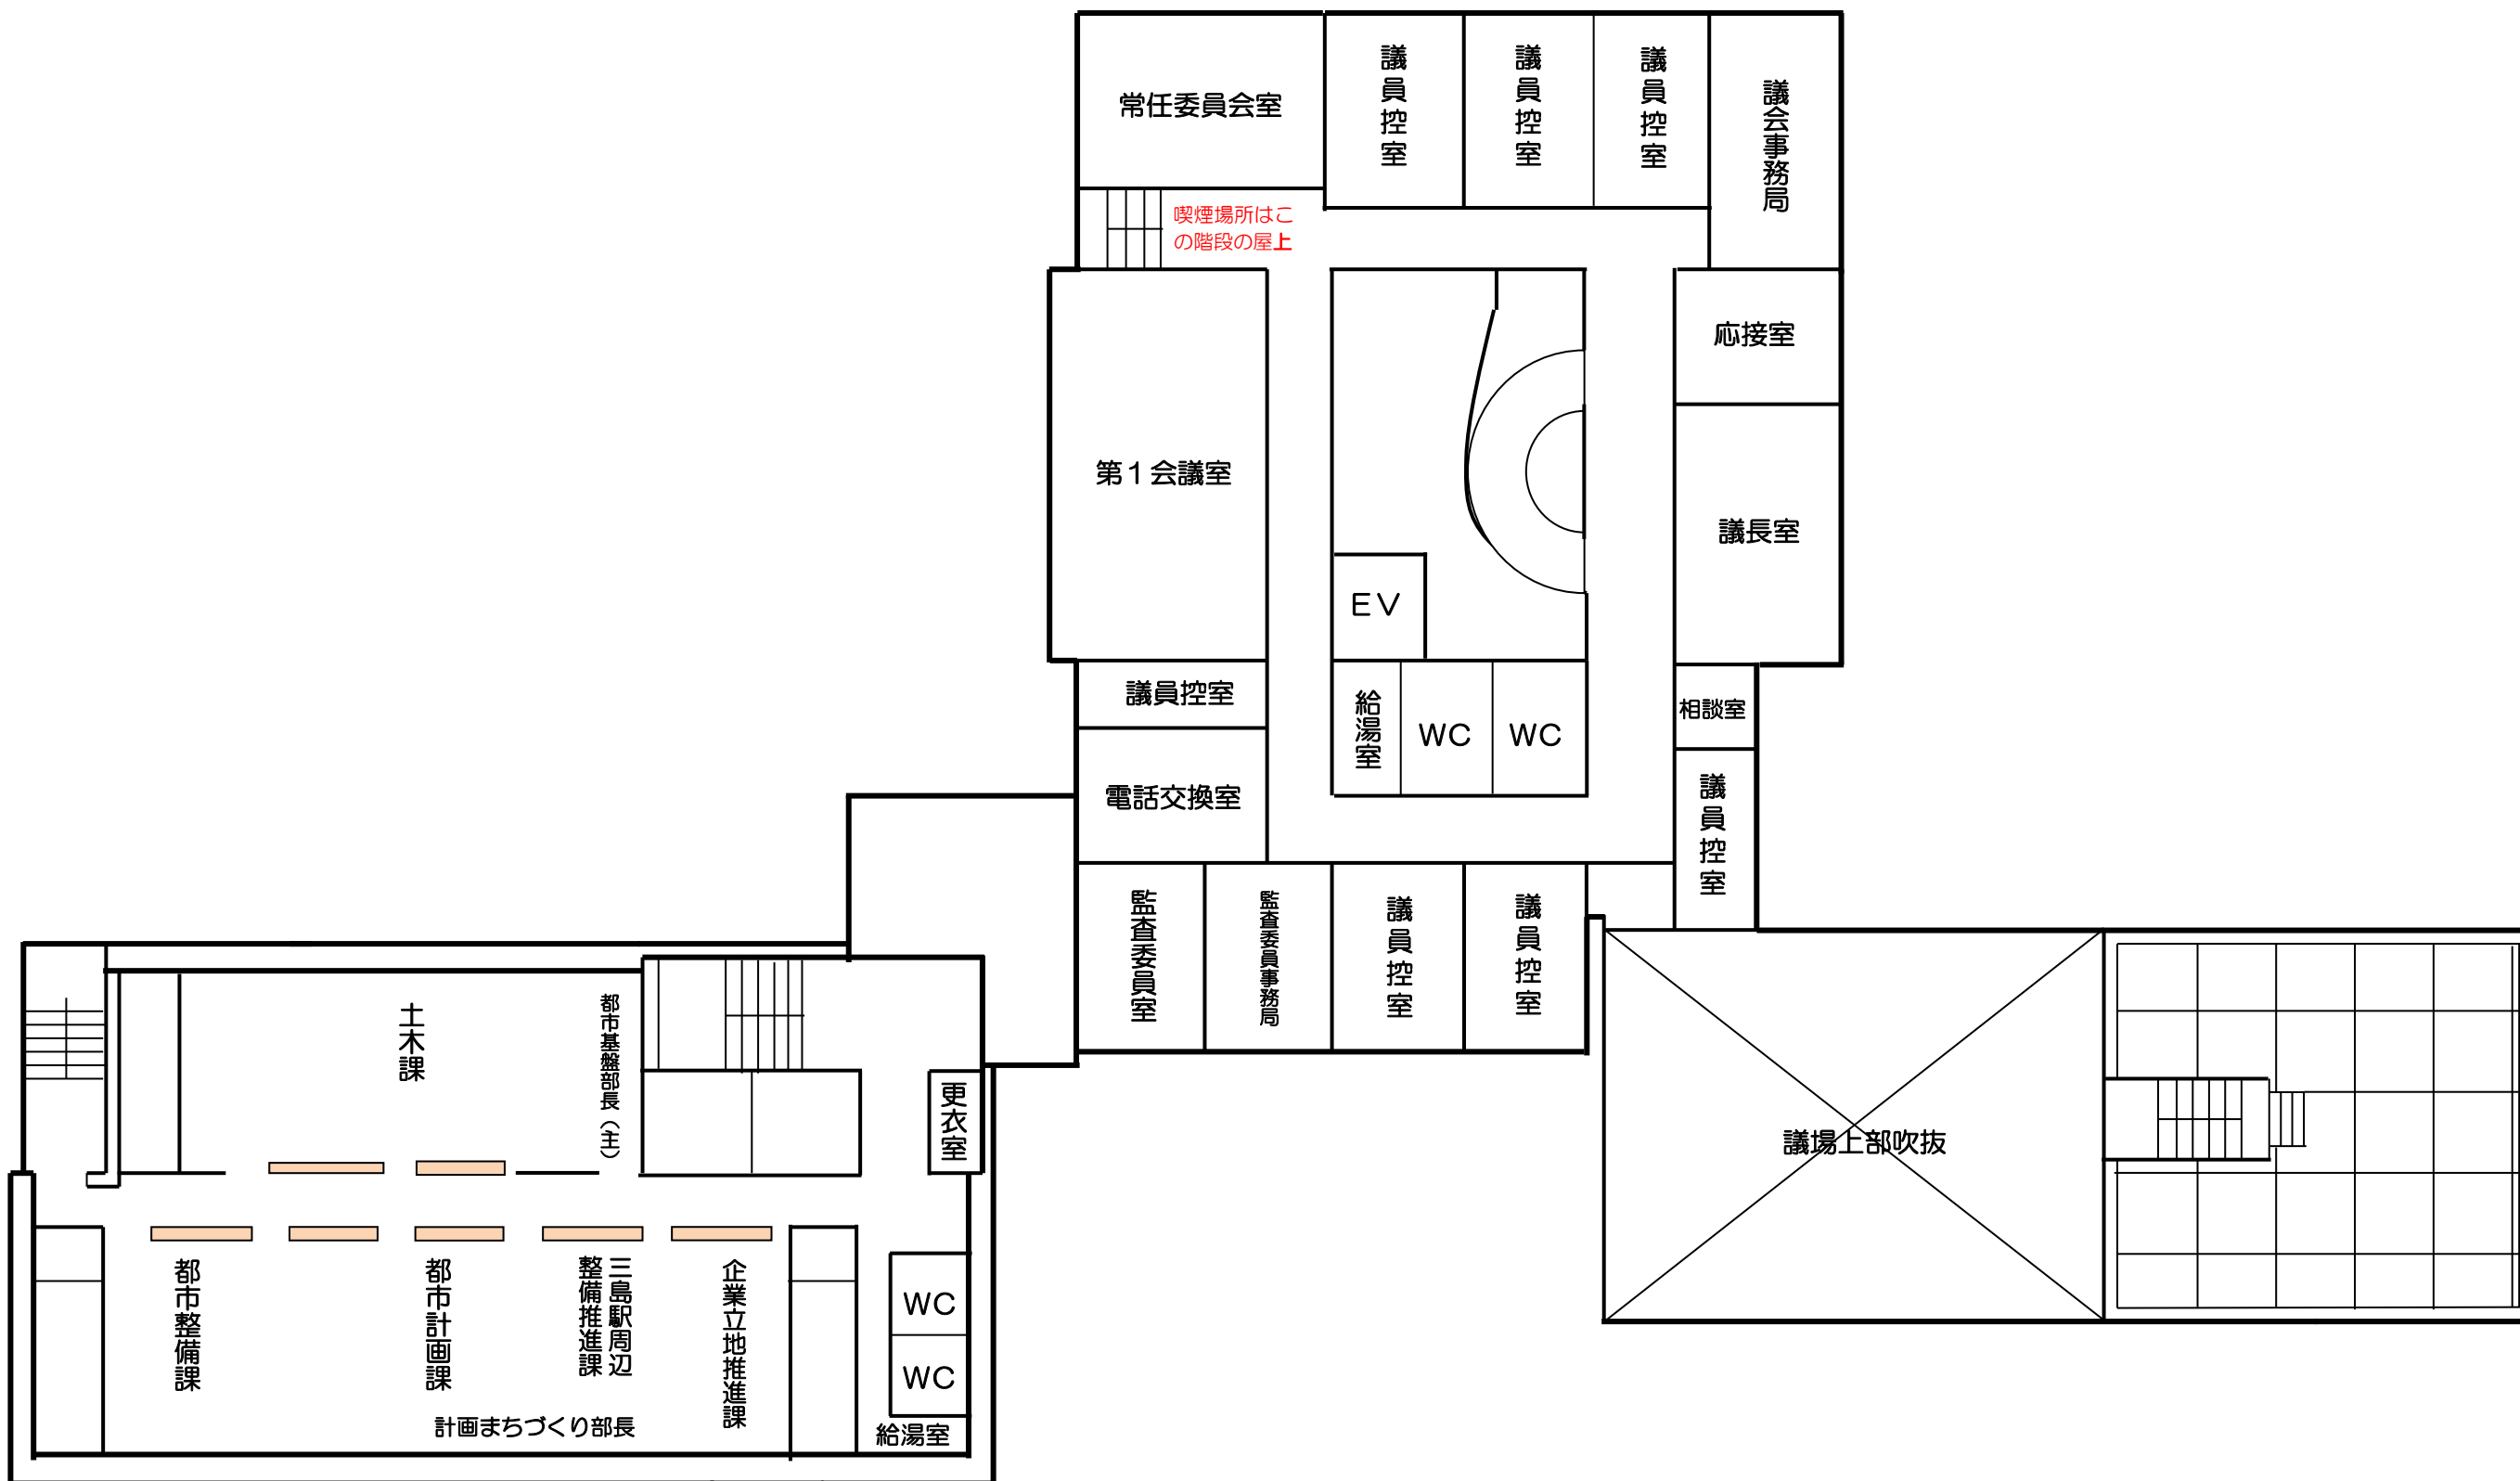 常任委員会室
議員控室
議員控室
議員控室
議会事務局
喫煙場所はこ
の階段の屋上
応接室
第１会議室
議長室
ＥＶ
議員控室
給湯室
ＷＣ
ＷＣ
相談室
電話交換室
議員控室
監査委員室
監査委員事務局
議員控室
議員控室
土木課
都市基盤部長（主）
更衣室
議場上部吹抜
都市整備課
都市計画課
三島駅周辺
整備推進課
企業立地推進課
ＷＣ
ＷＣ
計画まちづくり部長
給湯室